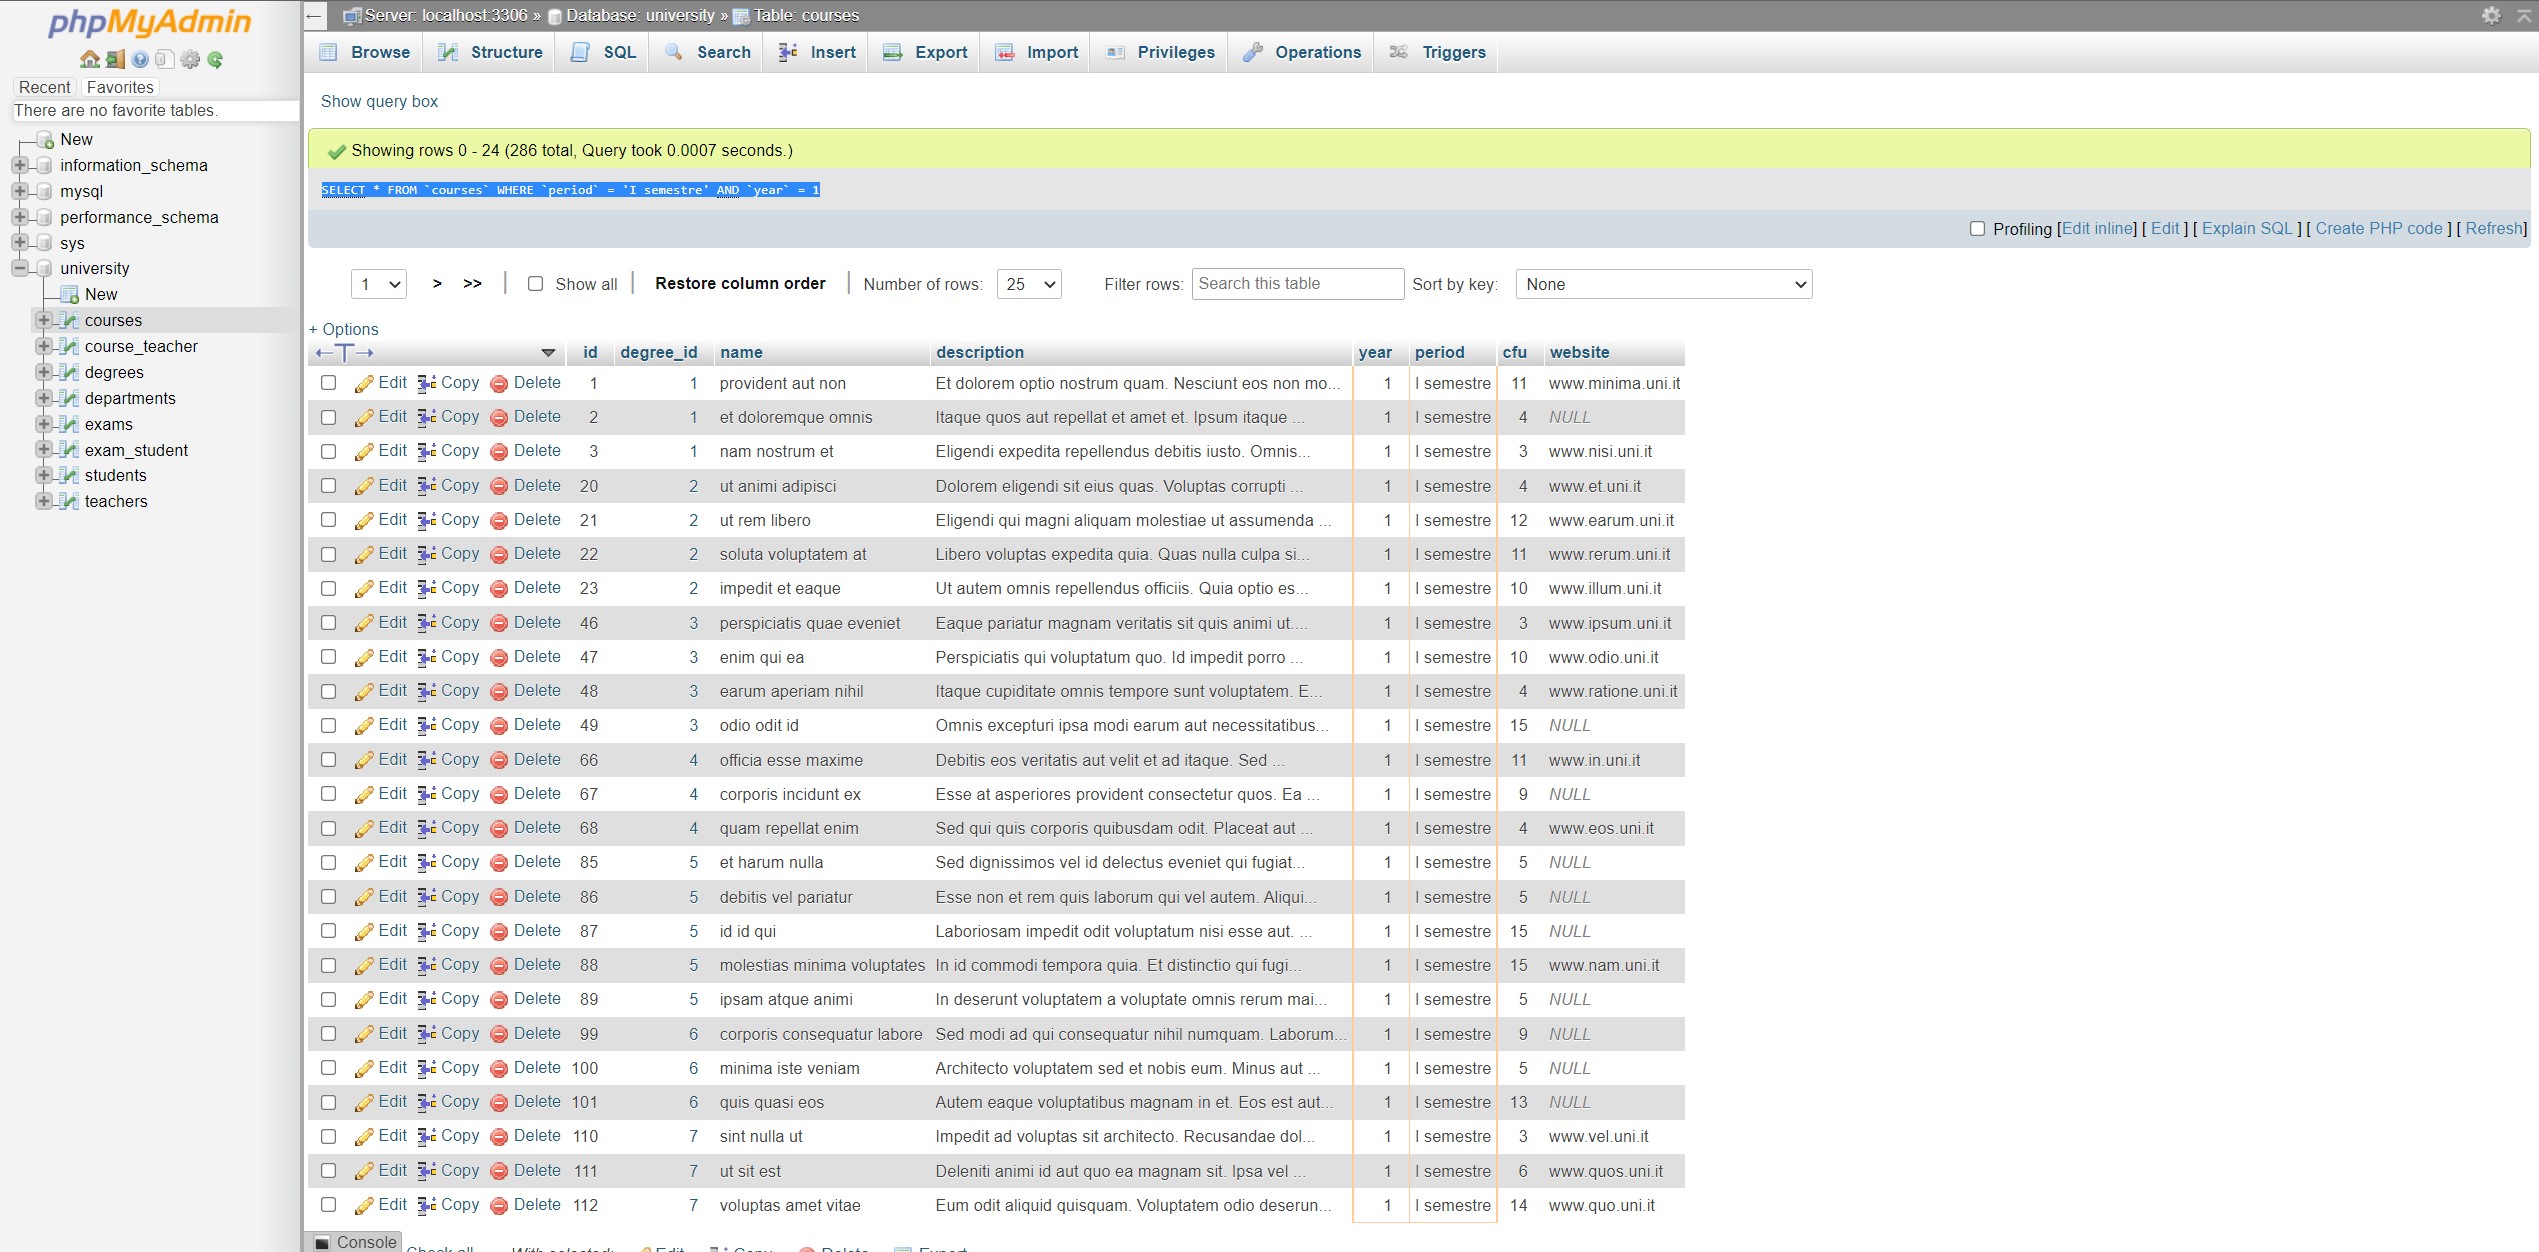 phpMyAdmin
Recent Favorites
There are no favorite tables.
New
information_schema
mysql
performance_schema
sys
university
New
courses
course_teacher
degrees
departments
exams
exam_student
students
teachers
← Server: localhost:3306 » Database: university » Table: courses
Browse Structure SQL Search Insert Export Import Privileges Operations Triggers
Show query box
Showing rows 0 - 24 (286 total, Query took 0.0007 seconds.)
SELECT * FROM `courses` WHERE `period` = 'I semestre' AND `year` = 1
Profiling [Edit inline] [ Edit ] [ Explain SQL ] [ Create PHP code ] [ Refresh]
1 > >> | Show all | Restore column order | Number of rows: 25 Filter rows: Search this table Sort by key: None
+ Options
←T→ id degree_id name description year period cfu website
Edit Copy Delete 1 1 provident aut non Et dolorem optio nostrum quam. Nesciunt eos non mo... 1 I semestre 11 www.minima.uni.it
Edit Copy Delete 2 1 et doloremque omnis Itaque quos aut repellat et amet et. Ipsum itaque ... 1 I semestre 4 NULL
Edit Copy Delete 3 1 nam nostrum et Eligendi expedita repellendus debitis iusto. Omnis... 1 I semestre 3 www.nisi.uni.it
Edit Copy Delete 20 2 ut animi adipisci Dolorem eligendi sit eius quas. Voluptas corrupti ... 1 I semestre 4 www.et.uni.it
Edit Copy Delete 21 2 ut rem libero Eligendi qui magni aliquam molestiae ut assumenda ... 1 I semestre 12 www.earum.uni.it
Edit Copy Delete 22 2 soluta voluptatem at Libero voluptas expedita quia. Quas nulla culpa si... 1 I semestre 11 www.rerum.uni.it
Edit Copy Delete 23 2 impedit et eaque Ut autem omnis repellendus officiis. Quia optio es... 1 I semestre 10 www.illum.uni.it
Edit Copy Delete 46 3 perspiciatis quae eveniet Eaque pariatur magnam veritatis sit quis animi ut.... 1 I semestre 3 www.ipsum.uni.it
Edit Copy Delete 47 3 enim qui ea Perspiciatis qui voluptatum quo. Id impedit porro ... 1 I semestre 10 www.odio.uni.it
Edit Copy Delete 48 3 earum aperiam nihil Itaque cupiditate omnis tempore sunt voluptatem. E... 1 I semestre 4 www.ratione.uni.it
Edit Copy Delete 49 3 odio odit id Omnis excepturi ipsa modi earum aut necessitatibus... 1 I semestre 15 NULL
Edit Copy Delete 66 4 officia esse maxime Debitis eos veritatis aut velit et ad itaque. Sed ... 1 I semestre 11 www.in.uni.it
Edit Copy Delete 67 4 corporis incidunt ex Esse at asperiores provident consectetur quos. Ea ... 1 I semestre 9 NULL
Edit Copy Delete 68 4 quam repellat enim Sed qui quis corporis quibusdam odit. Placeat aut ... 1 I semestre 4 www.eos.uni.it
Edit Copy Delete 85 5 et harum nulla Sed dignissimos vel id delectus eveniet qui fugiat... 1 I semestre 5 NULL
Edit Copy Delete 86 5 debitis vel pariatur Esse non et rem quis laborum qui vel autem. Aliqui... 1 I semestre 5 NULL
Edit Copy Delete 87 5 id id qui Laboriosam impedit odit voluptatum nisi esse aut. ... 1 I semestre 15 NULL
Edit Copy Delete 88 5 molestias minima voluptates In id commodi tempora quia. Et distinctio qui fugi... 1 I semestre 15 www.nam.uni.it
Edit Copy Delete 89 5 ipsam atque animi In deserunt voluptatem a voluptate omnis rerum mai... 1 I semestre 5 NULL
Edit Copy Delete 99 6 corporis consequatur labore Sed modi ad qui consequatur nihil numquam. Laborum... 1 I semestre 9 NULL
Edit Copy Delete 100 6 minima iste veniam Architecto voluptatem sed et nobis eum. Minus aut ... 1 I semestre 5 NULL
Edit Copy Delete 101 6 quis quasi eos Autem eaque voluptatibus magnam in et. Eos est aut... 1 I semestre 13 NULL
Edit Copy Delete 110 7 sint nulla ut Impedit ad voluptas sit architecto. Recusandae dol... 1 I semestre 3 www.vel.uni.it
Edit Copy Delete 111 7 ut sit est Deleniti animi id aut quo ea magnam sit. Ipsa vel ... 1 I semestre 6 www.quos.uni.it
Edit Copy Delete 112 7 voluptas amet vitae Eum odit aliquid quisquam. Voluptatem odio deserun... 1 I semestre 14 www.quo.uni.it
Console Check all With selected: Edit Copy Delete Export